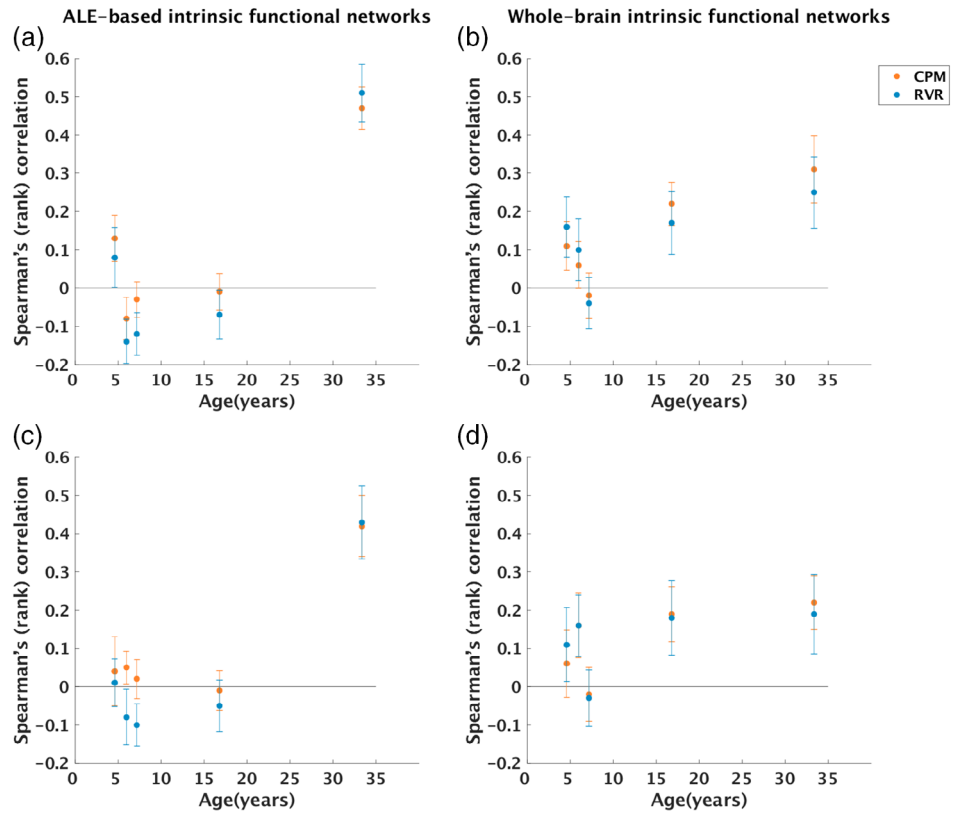 ALE-based intrinsic functional networks
Whole-brain intrinsic functional networks
(a)
Spearman's (rank) correlation
0.6
0.5
0.4
0.3
0.2
0.1
0
-0.1
-0.2
0 5 10 15 20 25 30 35
Age(years)
(b)
Spearman's (rank) correlation
0.6
0.5
0.4
0.3
0.2
0.1
0
-0.1
-0.2
0 5 10 15 20 25 30 35
Age(years)
CPM
RVR
(c)
Spearman's (rank) correlation
0.6
0.5
0.4
0.3
0.2
0.1
0
-0.1
-0.2
0 5 10 15 20 25 30 35
Age(years)
(d)
Spearman's (rank) correlation
0.6
0.5
0.4
0.3
0.2
0.1
0
-0.1
-0.2
0 5 10 15 20 25 30 35
Age(years)